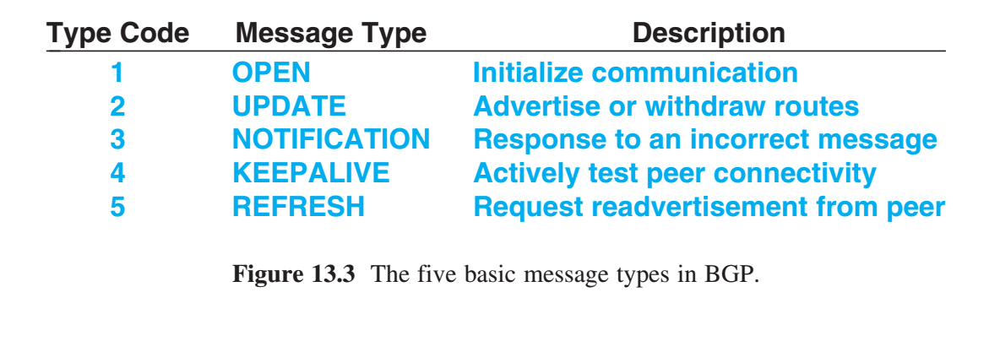 Type Code Message Type Description
1 OPEN Initialize communication
2 UPDATE Advertise or withdraw routes
3 NOTIFICATION Response to an incorrect message
4 KEEPALIVE Actively test peer connectivity
5 REFRESH Request readvertisement from peer
Figure 13.3 The five basic message types in BGP.